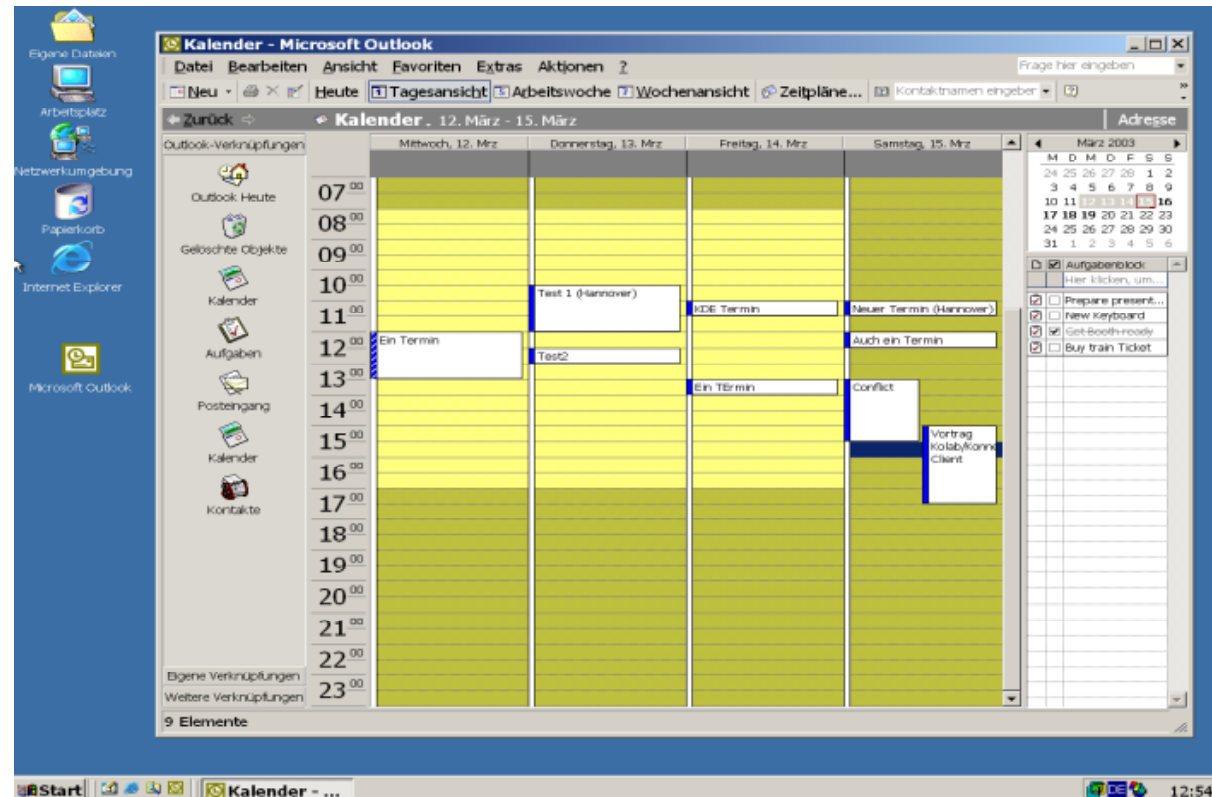 Eigene Dateien
Arbeitsplatz
Netzwerkumgebung
Papierkorb
Internet Explorer
Microsoft Outlook
Kalender - Microsoft Outlook
Datei Bearbeiten Ansicht Favoriten Extras Aktionen ?
Frage hier eingeben
Neu Heute Tagesansicht Arbeitswoche Wochenansicht Zeitpläne... Kontaktnamen eingeber
Zurück Kalender. 12. März - 15. März Adresse
Outlook-Verknüpfungen
Outlook Heute
Gelöschte Objekte
Kalender
Aufgaben
Posteingang
Kalender
Kontakte
Eigene Verknüpfungen
Weitere Verknüpfungen
Mittwoch, 12. Mrz Donnerstag, 13. Mrz Freitag, 14. Mrz Samstag, 15. Mrz
07 00
08 00
09 00
10 00
11 00
12 00
13 00
14 00
15 00
16 00
17 00
18 00
19 00
20 00
21 00
22 00
23 00
Ein Termin
Test 1 (Hannover)
Test2
KDE Termin
Ein TErmin
Neuer Termin (Hannover)
Auch ein Termin
Conflict
Vortrag
Kolab/Konne
Client
März 2003
M D M D F S S
24 25 26 27 28 1 2
3 4 5 6 7 8 9
10 11 12 13 14 15 16
17 18 19 20 21 22 23
24 25 26 27 28 29 30
31 1 2 3 4 5 6
Aufgabenblock
Hier klicken, um...
Prepare present...
New Keyboard
Get Booth ready
Buy train Ticket
9 Elemente
Start Kalender - ... DE 12:54